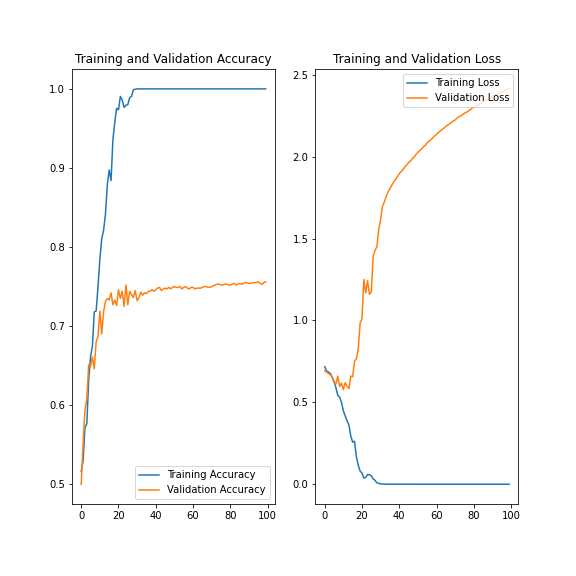 Training and Validation Accuracy
1.0
0.9
0.8
0.7
0.6
0.5
0 20 40 60 80 100
Training Accuracy
Validation Accuracy
Training and Validation Loss
2.5
2.0
1.5
1.0
0.5
0.0
0 20 40 60 80 100
Training Loss
Validation Loss